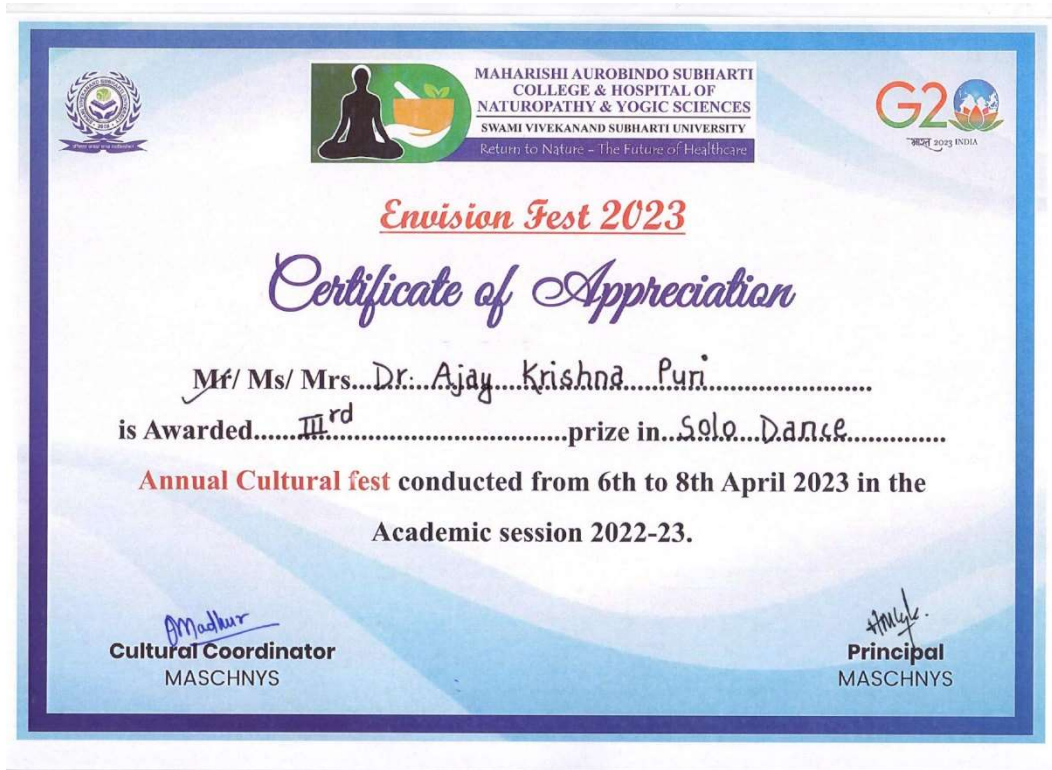 MAHARISHI AUROBINDO SUBHARTI
COLLEGE & HOSPITAL OF
NATUROPATHY & YOGIC SCIENCES
SWAMI VIVEKANAND SUBHARTI UNIVERSITY
Return to Nature - The Future of Healthcare
G20
भारत 2023 INDIA
Envision Fest 2023
Certificate of Appreciation
Mr/ Ms/ Mrs...Dr. Ajay Krishna Puri
is Awarded......IIIrd......prize in...Solo Dance......
Annual Cultural fest conducted from 6th to 8th April 2023 in the
Academic session 2022-23.
Madhur
Cultural Coordinator
MASCHNYS
Principal
MASCHNYS